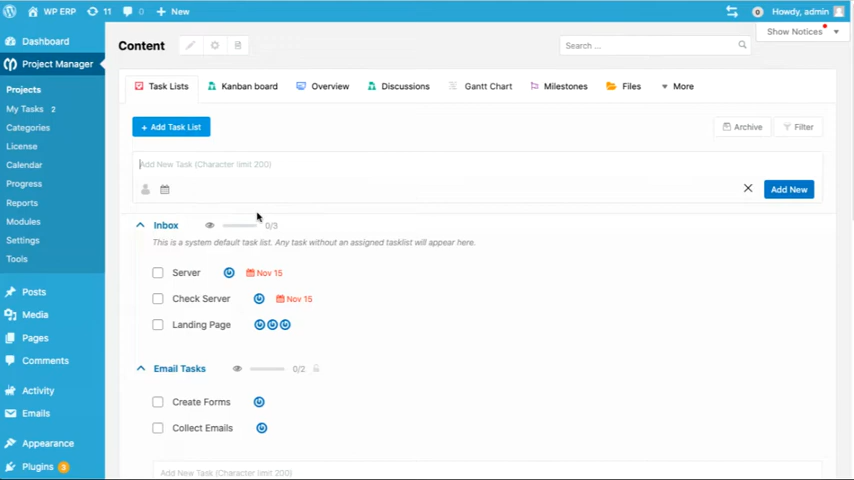 WP ERP 11 0 + New 0 Howdy, admin
Show Notices
Dashboard
Project Manager
Projects
My Tasks 2
Categories
License
Calendar
Progress
Reports
Modules
Settings
Tools
Posts
Media
Pages
Comments
Activity
Emails
Appearance
Plugins 3
Content
Search ...
Task Lists Kanban board Overview Discussions Gantt Chart Milestones Files More
+ Add Task List
Archive Filter
Add New Task (Character limit 200)
Add New
Inbox 0/3
This is a system default task list. Any task without an assigned tasklist will appear here.
Server Nov 15
Check Server Nov 15
Landing Page
Email Tasks 0/2
Create Forms
Collect Emails
Add New Task (Character limit 200)